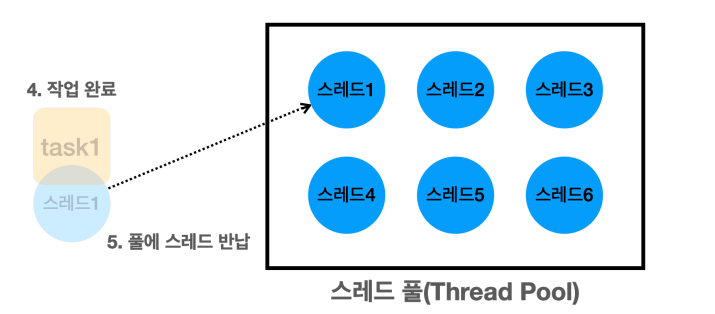 4. 작업 완료
task1
스레드1
5. 풀에 스레드 반납
스레드1 스레드2 스레드3
스레드4 스레드5 스레드6
스레드 풀(Thread Pool)